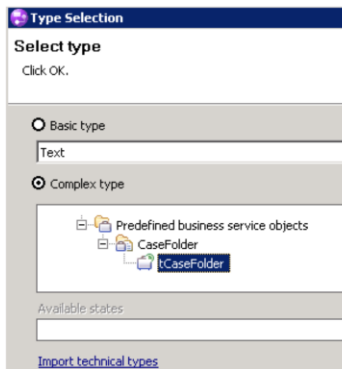 Type Selection
Select type
Click OK.
Basic type
Text
Complex type
Predefined business service objects
CaseFolder
tCaseFolder
Available states
Import technical types